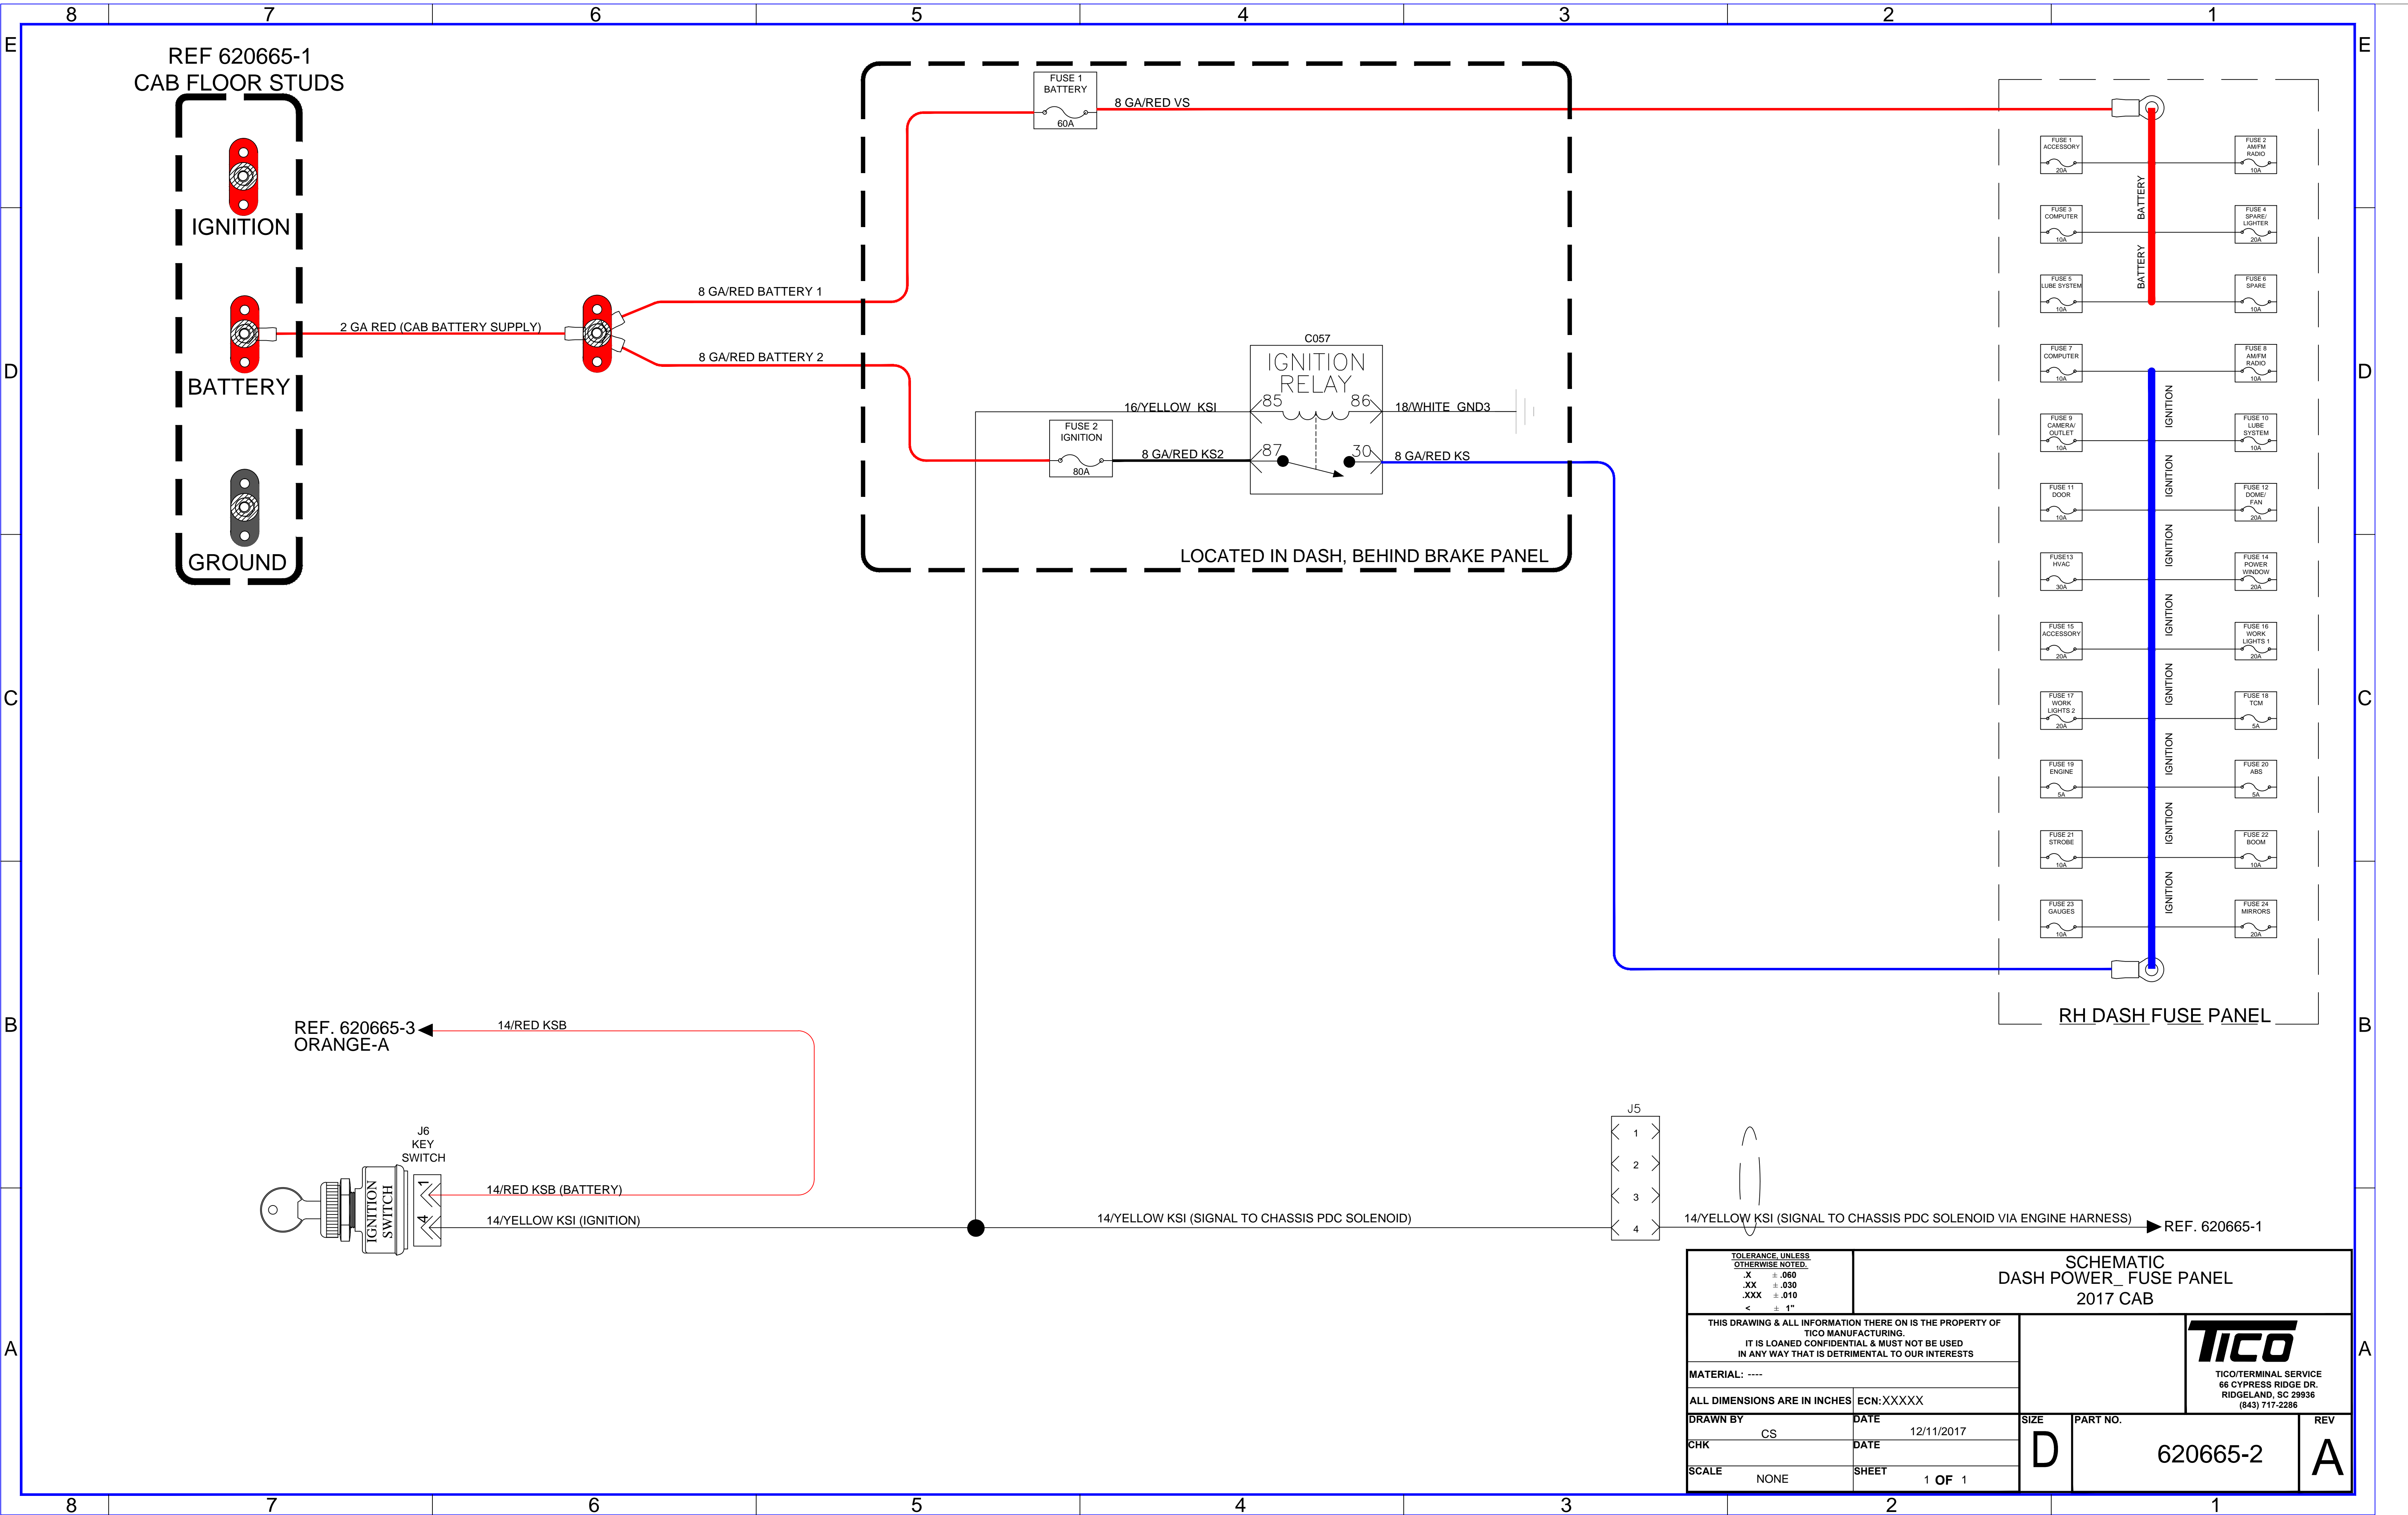 8 7 6 5 4 3 2 1
E E
D D
C C
B B
A A
REF 620665-1
CAB FLOOR STUDS
IGNITION
BATTERY
GROUND
2 GA RED (CAB BATTERY SUPPLY)
8 GA/RED BATTERY 1
8 GA/RED BATTERY 2
FUSE 1
BATTERY
60A
8 GA/RED VS
C057
IGNITION
RELAY
85 86
87 30
16/YELLOW KSI
18/WHITE GND3
FUSE 2
IGNITION
80A
8 GA/RED KS2
8 GA/RED KS
LOCATED IN DASH, BEHIND BRAKE PANEL
FUSE 1
ACCESSORY
20A
FUSE 2
AM/FM
RADIO
10A
BATTERY
FUSE 3
COMPUTER
10A
FUSE 4
SPARE/
LIGHTER
20A
BATTERY
FUSE 5
LUBE SYSTEM
10A
FUSE 6
SPARE
10A
FUSE 7
COMPUTER
10A
FUSE 8
AM/FM
RADIO
10A
IGNITION
FUSE 9
CAMERA/
OUTLET
10A
FUSE 10
LUBE
SYSTEM
10A
IGNITION
FUSE 11
DOOR
10A
FUSE 12
DOME/
FAN
20A
IGNITION
FUSE13
HVAC
30A
FUSE 14
POWER
WINDOW
20A
IGNITION
FUSE 15
ACCESSORY
20A
FUSE 16
WORK
LIGHTS 1
20A
IGNITION
FUSE 17
WORK
LIGHTS 2
20A
FUSE 18
TCM
5A
IGNITION
FUSE 19
ENGINE
5A
FUSE 20
ABS
5A
IGNITION
FUSE 21
STROBE
10A
FUSE 22
BOOM
10A
IGNITION
FUSE 23
GAUGES
10A
FUSE 24
MIRRORS
20A
RH DASH FUSE PANEL
REF. 620665-3
ORANGE-A
14/RED KSB
J6
KEY
SWITCH
IGNITION
SWITCH
1
4
14/RED KSB (BATTERY)
14/YELLOW KSI (IGNITION)
14/YELLOW KSI (SIGNAL TO CHASSIS PDC SOLENOID)
J5
1
2
3
4
14/YELLOW KSI (SIGNAL TO CHASSIS PDC SOLENOID VIA ENGINE HARNESS)
REF. 620665-1
TOLERANCE, UNLESS
OTHERWISE NOTED.
.X ± .060
.XX ± .030
.XXX ± .010
< ± 1"
SCHEMATIC
DASH POWER_ FUSE PANEL
2017 CAB
THIS DRAWING & ALL INFORMATION THERE ON IS THE PROPERTY OF
TICO MANUFACTURING.
IT IS LOANED CONFIDENTIAL & MUST NOT BE USED
IN ANY WAY THAT IS DETRIMENTAL TO OUR INTERESTS
MATERIAL: ----
ALL DIMENSIONS ARE IN INCHES
ECN:XXXXX
TICO
TICO/TERMINAL SERVICE
66 CYPRESS RIDGE DR.
RIDGELAND, SC 29936
(843) 717-2286
DRAWN BY
CS
DATE
12/11/2017
CHK
DATE
SCALE
NONE
SHEET
1 OF 1
SIZE
D
PART NO.
620665-2
REV
A
8 7 6 5 4 3 2 1